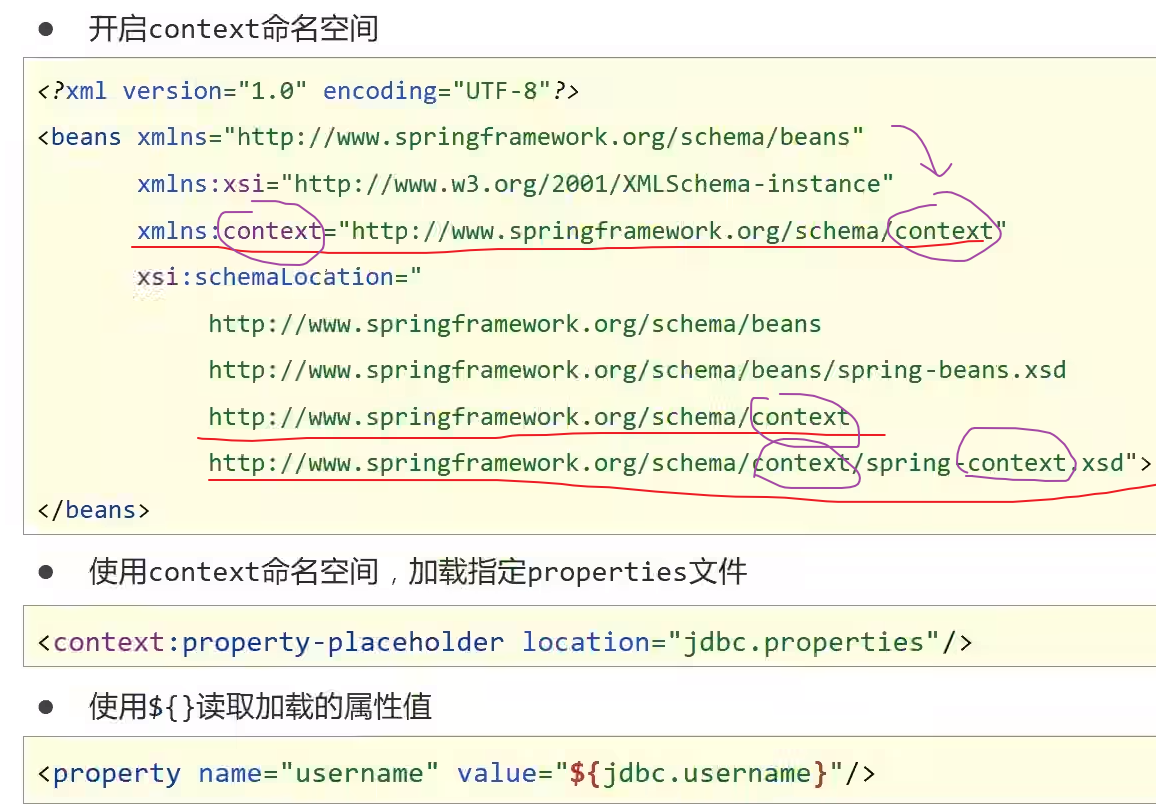 ● 开启context命名空间
<?xml version="1.0" encoding="UTF-8"?>
<beans xmlns="http://www.springframework.org/schema/beans"
xmlns:xsi="http://www.w3.org/2001/XMLSchema-instance"
xmlns:context="http://www.springframework.org/schema/context"
xsi:schemaLocation="
http://www.springframework.org/schema/beans
http://www.springframework.org/schema/beans/spring-beans.xsd
http://www.springframework.org/schema/context
http://www.springframework.org/schema/context/spring-context.xsd">
</beans>
● 使用context命名空间，加载指定properties文件
<context:property-placeholder location="jdbc.properties"/>
● 使用${}读取加载的属性值
<property name="username" value="${jdbc.username}"/>